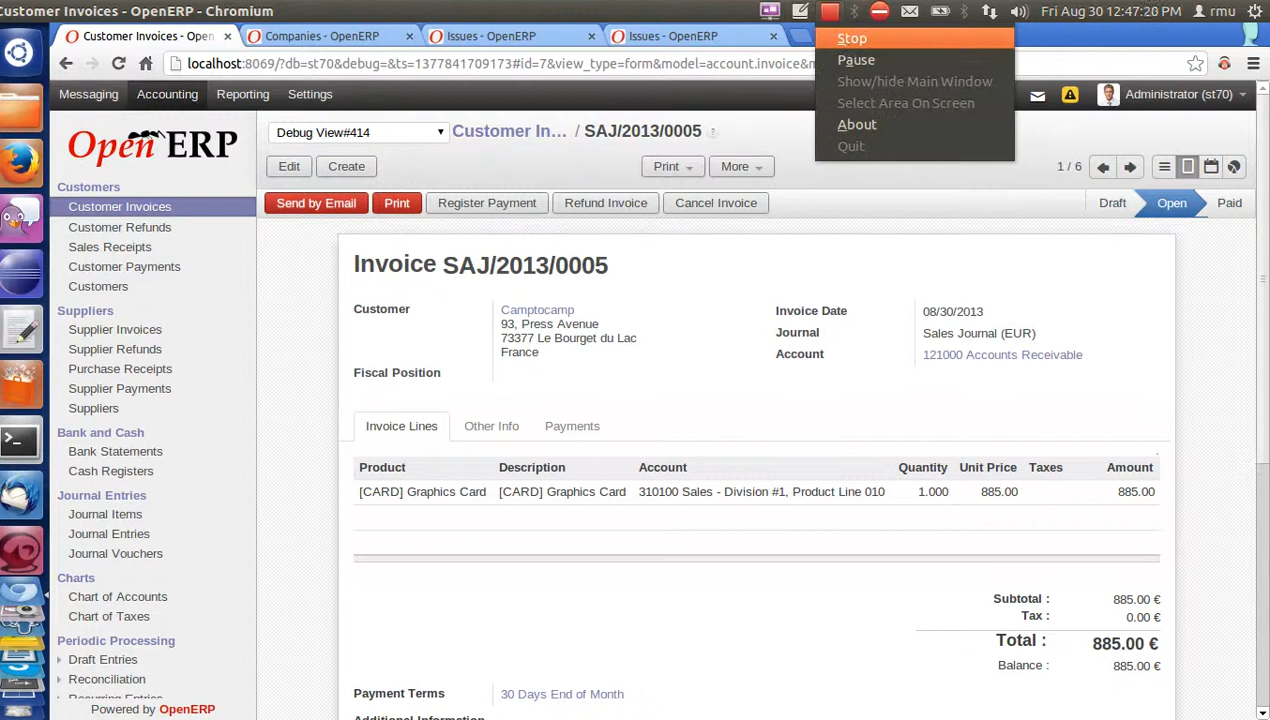 Customer Invoices - OpenERP - Chromium
Fri Aug 30 12:47:20 PM
rmu
Customer Invoices - Open
Companies - OpenERP
Issues - OpenERP
Issues - OpenERP
Stop
Pause
Show/hide Main Window
Select Area On Screen
About
Quit
localhost:8069/?db=st70&debug=&ts=1377841709173#id=7&view_type=form&model=account.invoice&
Messaging
Accounting
Reporting
Settings
Administrator (st70)
Open ERP
Debug View#414
Customer In... / SAJ/2013/0005 ?
Edit
Create
Print
More
1 / 6
Send by Email
Print
Register Payment
Refund Invoice
Cancel Invoice
Draft
Open
Paid
Customers
Customer Invoices
Customer Refunds
Sales Receipts
Customer Payments
Customers
Suppliers
Supplier Invoices
Supplier Refunds
Purchase Receipts
Supplier Payments
Suppliers
Bank and Cash
Bank Statements
Cash Registers
Journal Entries
Journal Items
Journal Entries
Journal Vouchers
Charts
Chart of Accounts
Chart of Taxes
Periodic Processing
Draft Entries
Reconciliation
Recurring Entries
Powered by OpenERP
Invoice SAJ/2013/0005
Customer
Camptocamp
93, Press Avenue
73377 Le Bourget du Lac
France
Fiscal Position
Invoice Date
08/30/2013
Journal
Sales Journal (EUR)
Account
121000 Accounts Receivable
Invoice Lines
Other Info
Payments
Product Description Account Quantity Unit Price Taxes Amount
[CARD] Graphics Card [CARD] Graphics Card 310100 Sales - Division #1, Product Line 010 1.000 885.00 885.00
Subtotal : 885.00 €
Tax : 0.00 €
Total : 885.00 €
Balance : 885.00 €
Payment Terms
30 Days End of Month
Additional Information